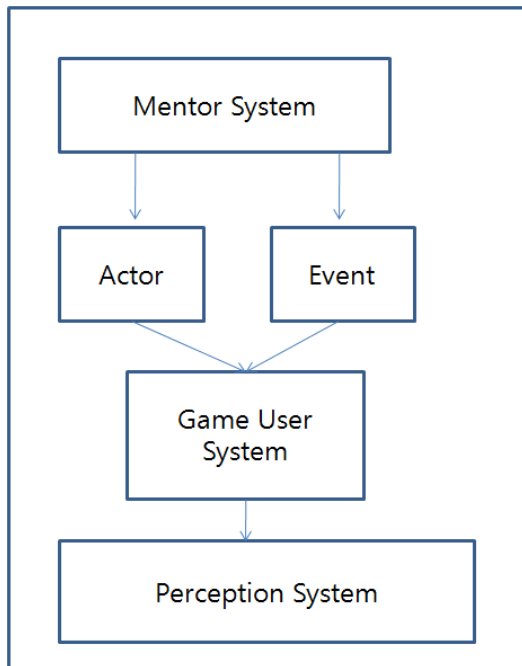 Mentor System
Actor
Event
Game User
System
Perception System